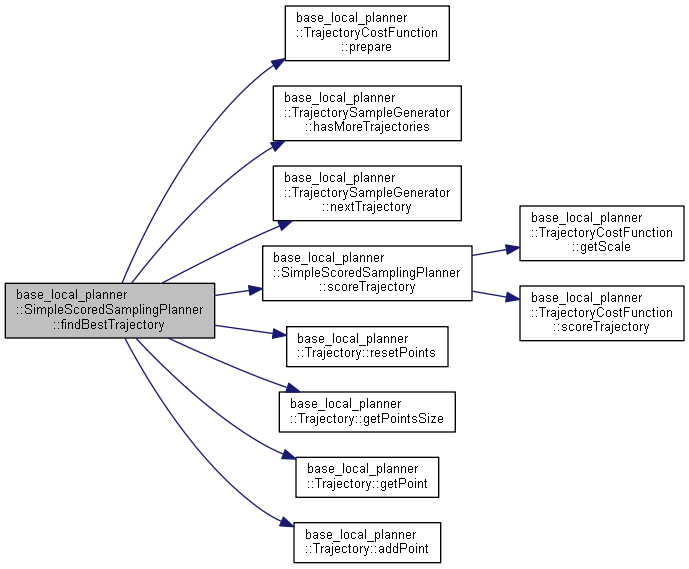 base_local_planner
::TrajectoryCostFunction
::prepare
base_local_planner
::TrajectorySampleGenerator
::hasMoreTrajectories
base_local_planner
::TrajectorySampleGenerator
::nextTrajectory
base_local_planner
::TrajectoryCostFunction
::getScale
base_local_planner
::SimpleScoredSamplingPlanner
::scoreTrajectory
base_local_planner
::SimpleScoredSamplingPlanner
::findBestTrajectory
base_local_planner
::TrajectoryCostFunction
::scoreTrajectory
base_local_planner
::Trajectory::resetPoints
base_local_planner
::Trajectory::getPointsSize
base_local_planner
::Trajectory::getPoint
base_local_planner
::Trajectory::addPoint